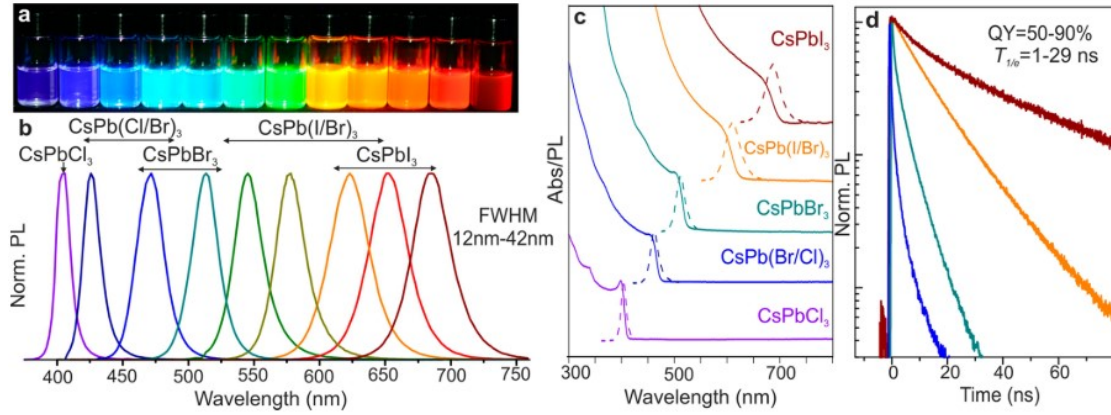 a
b
CsPb(Cl/Br)₃
CsPb(I/Br)₃
CsPbCl₃
CsPbBr₃
CsPbI₃
FWHM
12nm-42nm
Norm. PL
400 450 500 550 600 650 700 750
Wavelength (nm)
c
CsPbI₃
CsPb(I/Br)₃
CsPbBr₃
CsPb(Br/Cl)₃
CsPbCl₃
Abs/PL
300 500 700
Wavelength (nm)
d
QY=50-90%
T1/e=1-29 ns
Norm. PL
0 20 40 60
Time (ns)